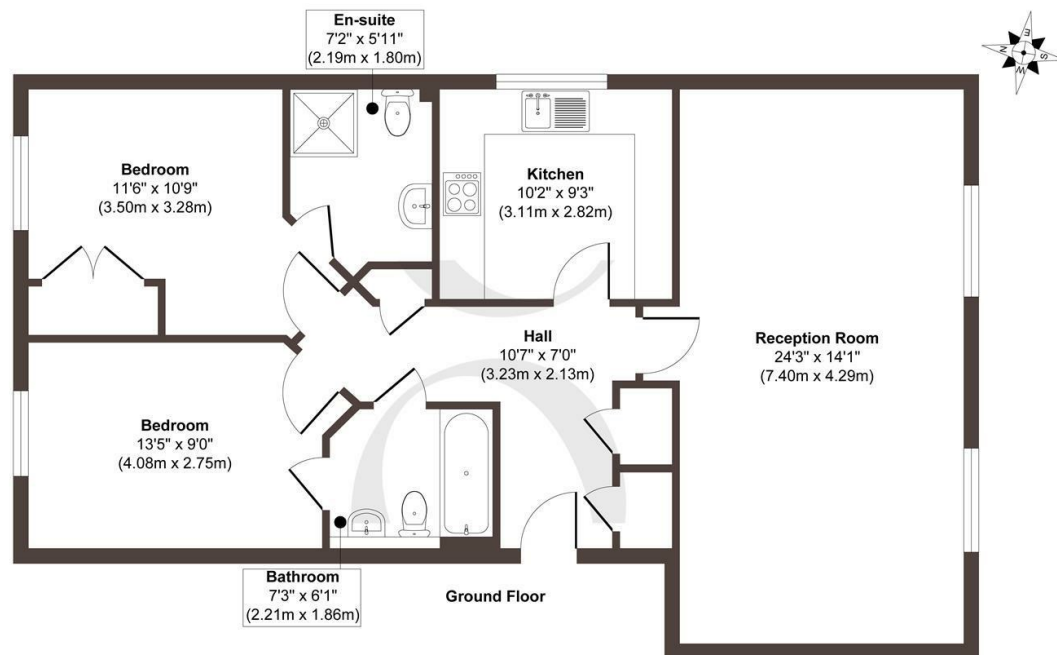 En-suite
7'2" x 5'11"
(2.19m x 1.80m)
N
E
S
W
Bedroom
11'6" x 10'9"
(3.50m x 3.28m)
Kitchen
10'2" x 9'3"
(3.11m x 2.82m)
Hall
10'7" x 7'0"
(3.23m x 2.13m)
Reception Room
24'3" x 14'1"
(7.40m x 4.29m)
Bedroom
13'5" x 9'0"
(4.08m x 2.75m)
Bathroom
7'3" x 6'1"
(2.21m x 1.86m)
Ground Floor